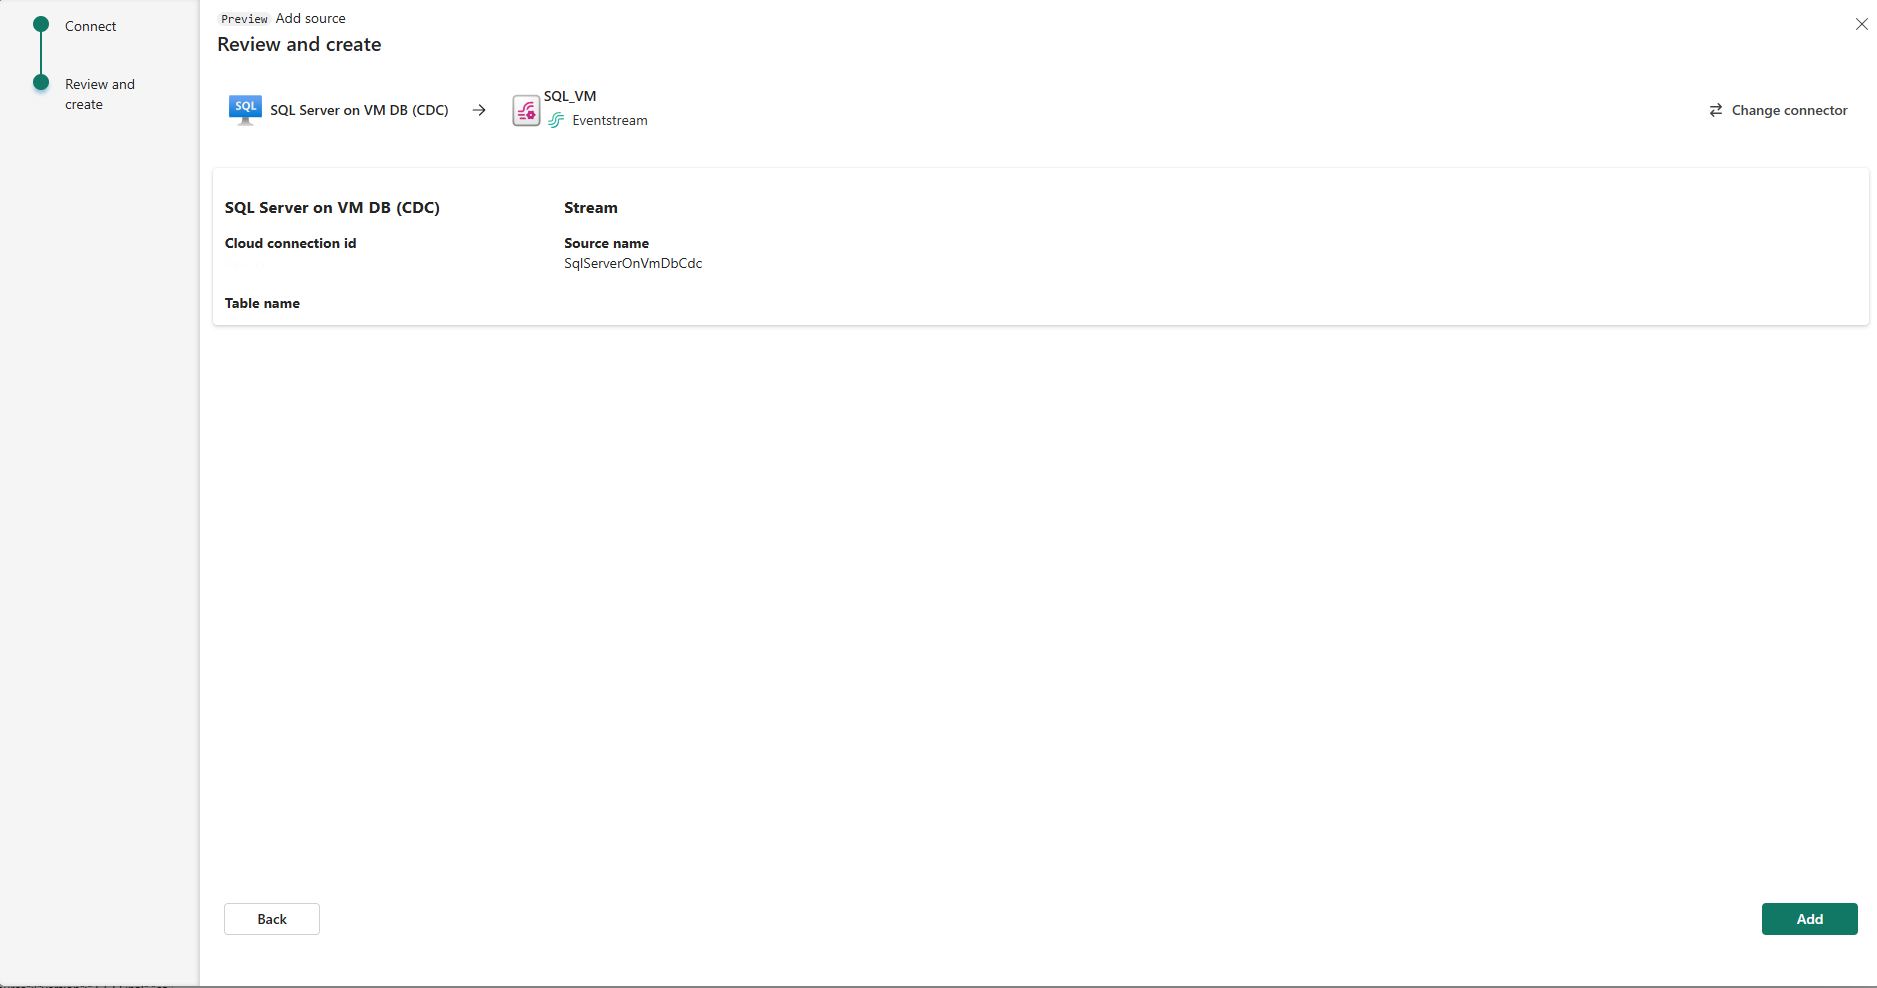 Connect
Review and
create
Preview Add source
Review and create
SQL
SQL Server on VM DB (CDC)
SQL_VM
Eventstream
Change connector
SQL Server on VM DB (CDC)
Stream
Cloud connection id
Source name
SqlServerOnVmDbCdc
Table name
Back
Add